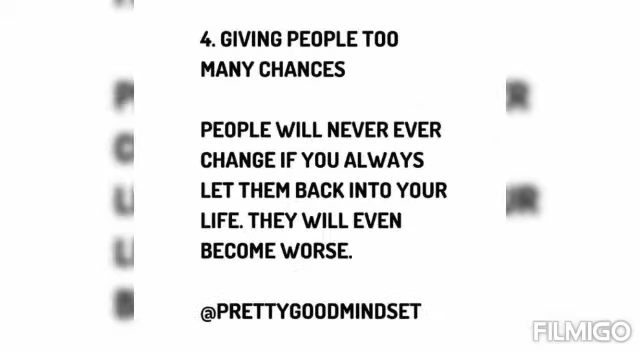 4. GIVING PEOPLE TOO
MANY CHANCES
PEOPLE WILL NEVER EVER
CHANGE IF YOU ALWAYS
LET THEM BACK INTO YOUR
LIFE. THEY WILL EVEN
BECOME WORSE.
@PRETTYGOODMINDSET
FILMIGO